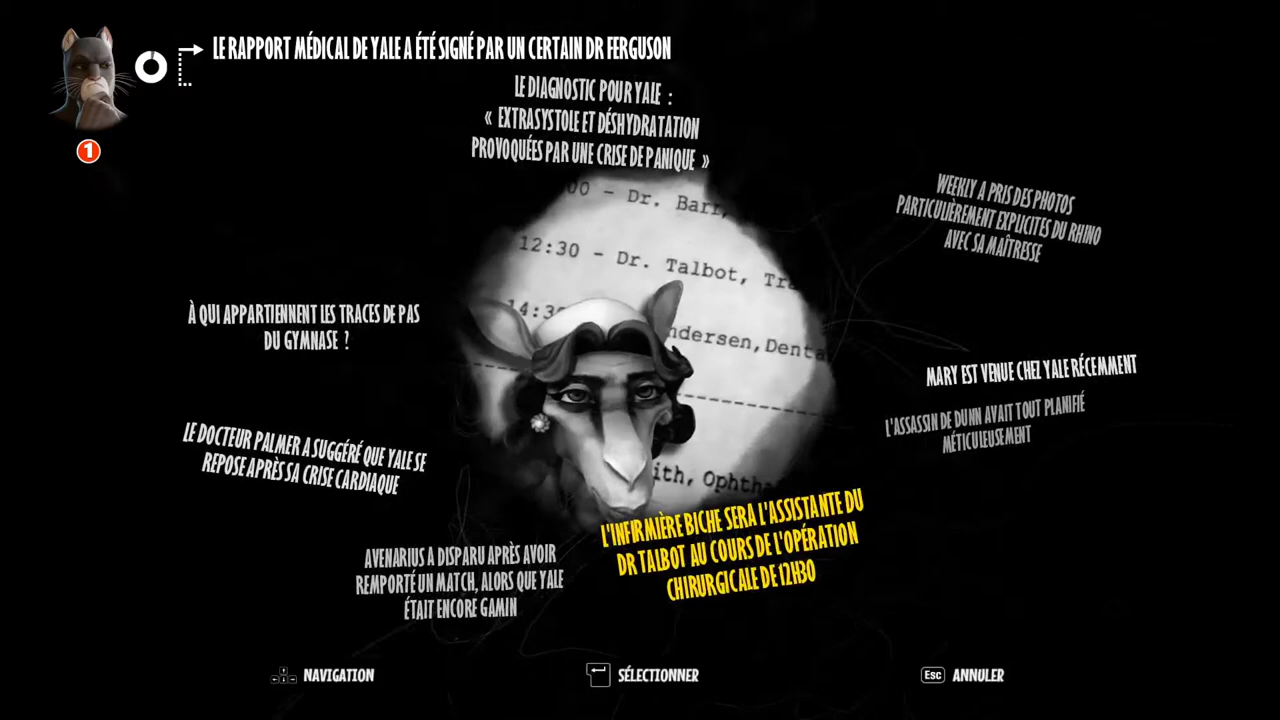 LE RAPPORT MÉDICAL DE YALE A ÉTÉ SIGNÉ PAR UN CERTAIN DR FERGUSON
1
LE DIAGNOSTIC POUR YALE :
« EXTRASYSTOLE ET DÉSHYDRATATION
PROVOQUÉES PAR UNE CRISE DE PANIQUE »
WEEKLY A PRIS DES PHOTOS
PARTICULIÈREMENT EXPLICITES DU RHINO
AVEC SA MAÎTRESSE
00 - Dr. Barr,
12:30 - Dr. Talbot, Tra
14:3
ndersen, Denta
ith, Ophtha
À QUI APPARTIENNENT LES TRACES DE PAS
DU GYMNASE ?
MARY EST VENUE CHEZ YALE RÉCEMMENT
L'ASSASSIN DE DUNN AVAIT TOUT PLANIFIÉ
MÉTICULEUSEMENT
LE DOCTEUR PALMER A SUGGÉRÉ QUE YALE SE
REPOSE APRÈS SA CRISE CARDIAQUE
L'INFIRMIÈRE BICHE SERA L'ASSISTANTE DU
DR TALBOT AU COURS DE L'OPÉRATION
CHIRURGICALE DE 12H30
AVENARIUS A DISPARU APRÈS AVOIR
REMPORTÉ UN MATCH, ALORS QUE YALE
ÉTAIT ENCORE GAMIN
NAVIGATION
SÉLECTIONNER
Esc ANNULER